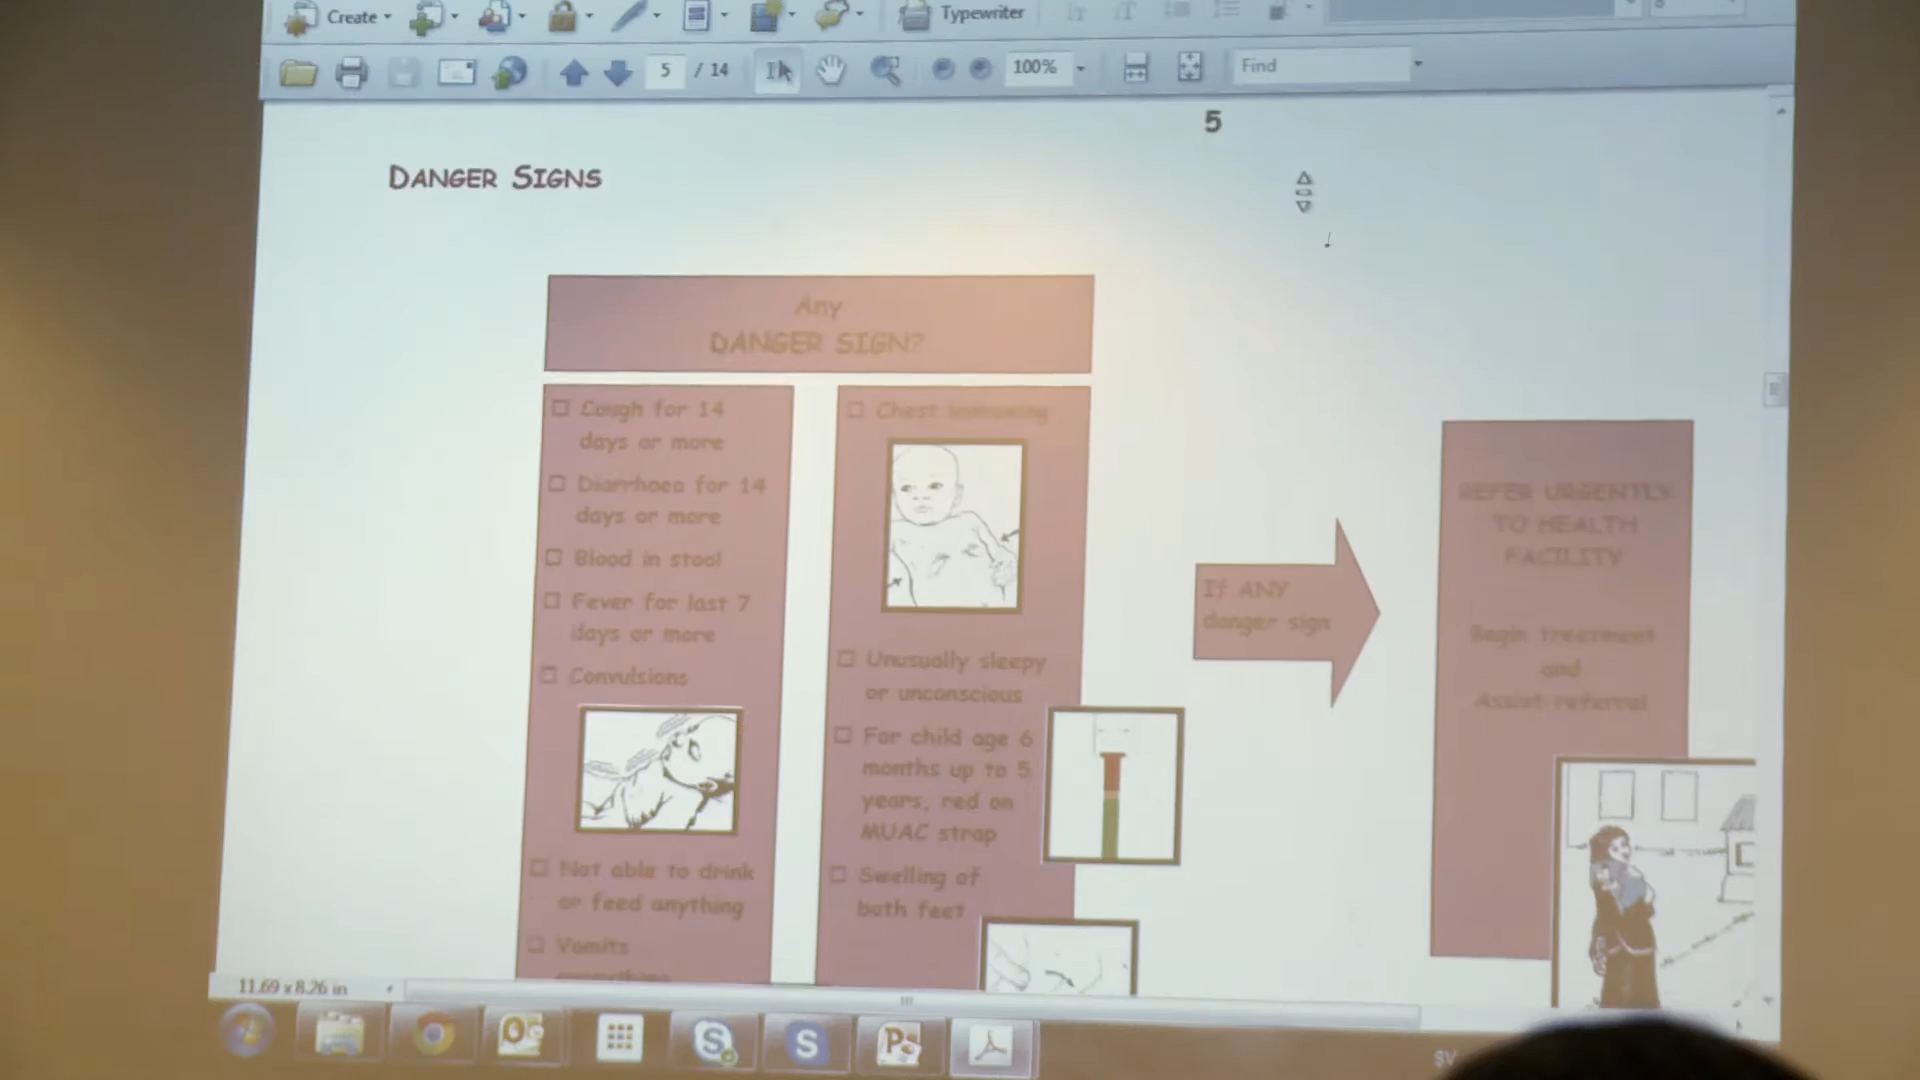 Create
Typewriter
5 / 14
100%
Find
5
DANGER SIGNS
Any
DANGER SIGN?
Cough for 14
days or more
Diarrhoea for 14
days or more
Blood in stool
Fever for last 7
days or more
Convulsions
Not able to drink
or feed anything
Vomits
everything
Chest indrawing
Unusually sleepy
or unconscious
For child age 6
months up to 5
years, red on
MUAC strap
Swelling of
both feet
If ANY
danger sign
REFER URGENTLY
TO HEALTH
FACILITY
Begin treatment
and
Assist referral
11.69 x 8.26 in
SV